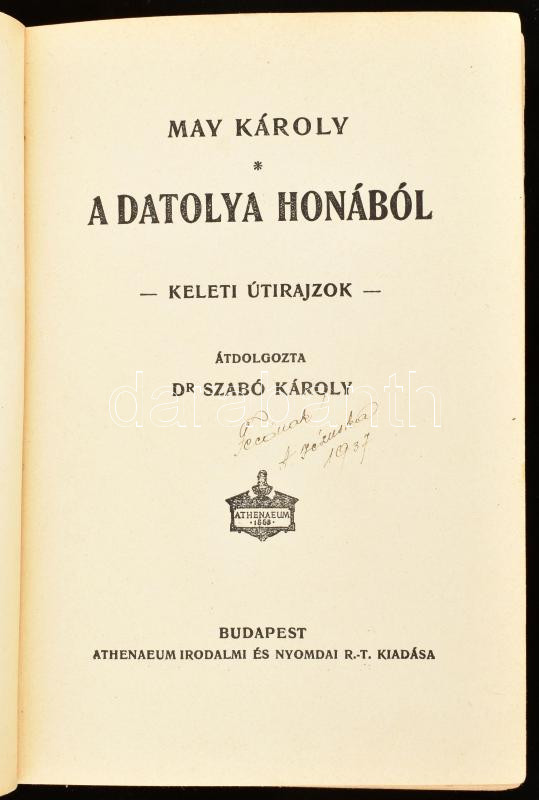 MAY KÁROLY
*
A DATOLYA HONÁBÓL
— KELETI ÚTIRAJZOK —
ÁTDOLGOZTA
DR SZABÓ KÁROLY
darabanth
1937
ATHENAEUM
· 1868 ·
BUDAPEST
ATHENAEUM IRODALMI ÉS NYOMDAI R.-T. KIADÁSA